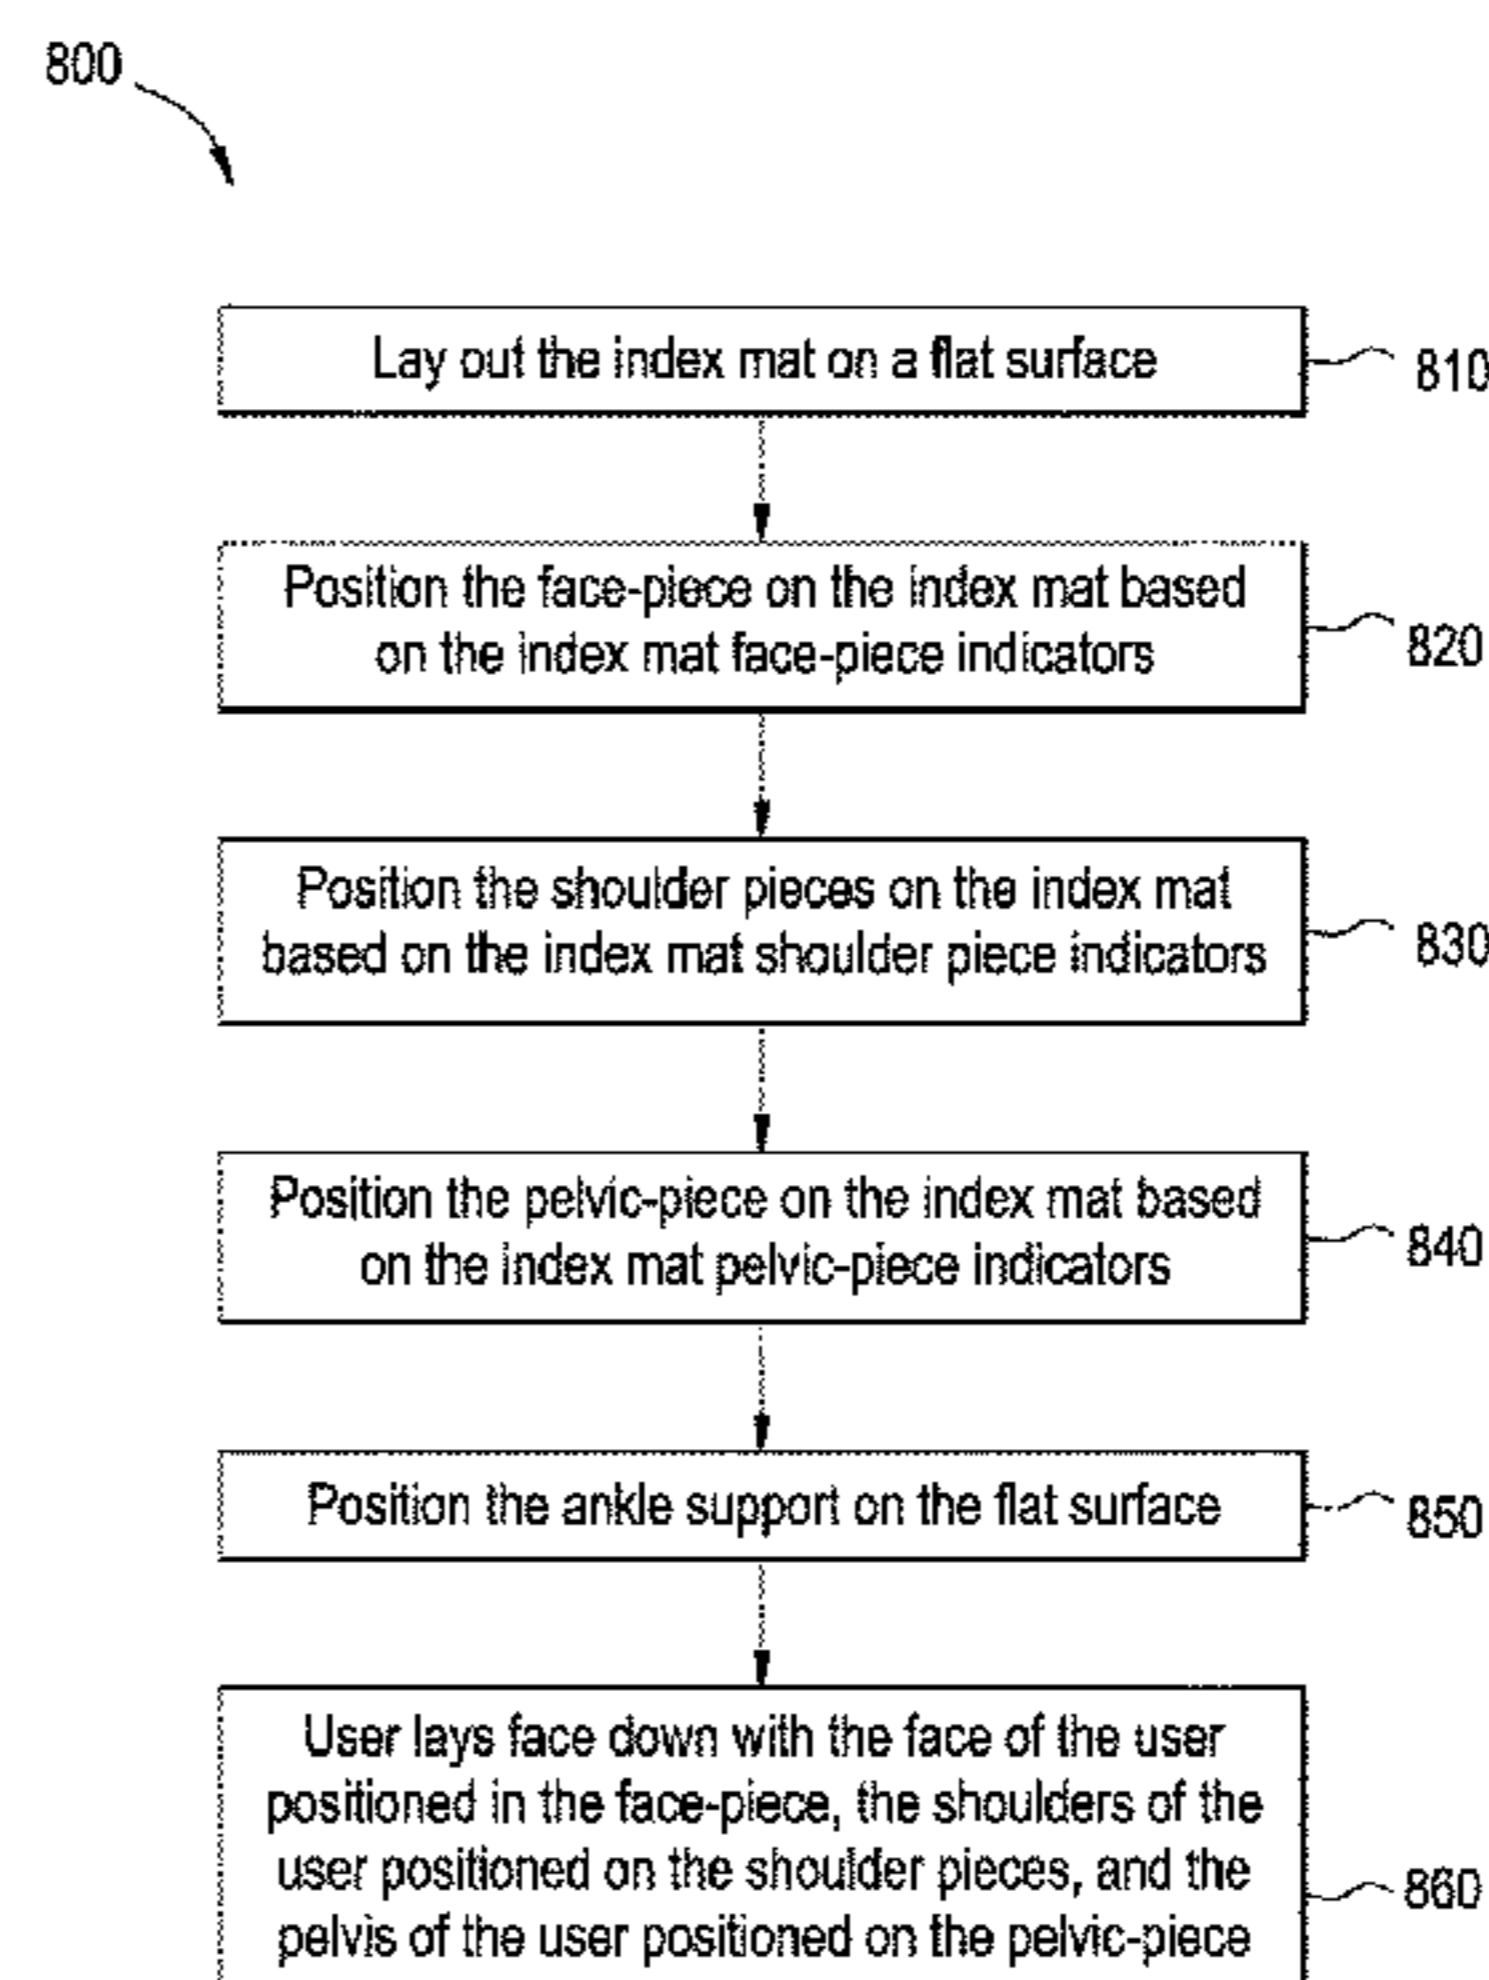 800
Lay out the index mat on a flat surface
810
Position the face-piece on the index mat based
on the index mat face-piece indicators
820
Position the shoulder pieces on the index mat
based on the index mat shoulder piece indicators
830
Position the pelvic-piece on the index mat based
on the index mat pelvic-piece indicators
840
Position the ankle support on the flat surface
850
User lays face down with the face of the user
positioned in the face-piece, the shoulders of the
user positioned on the shoulder pieces, and the
pelvis of the user positioned on the pelvic-piece
860